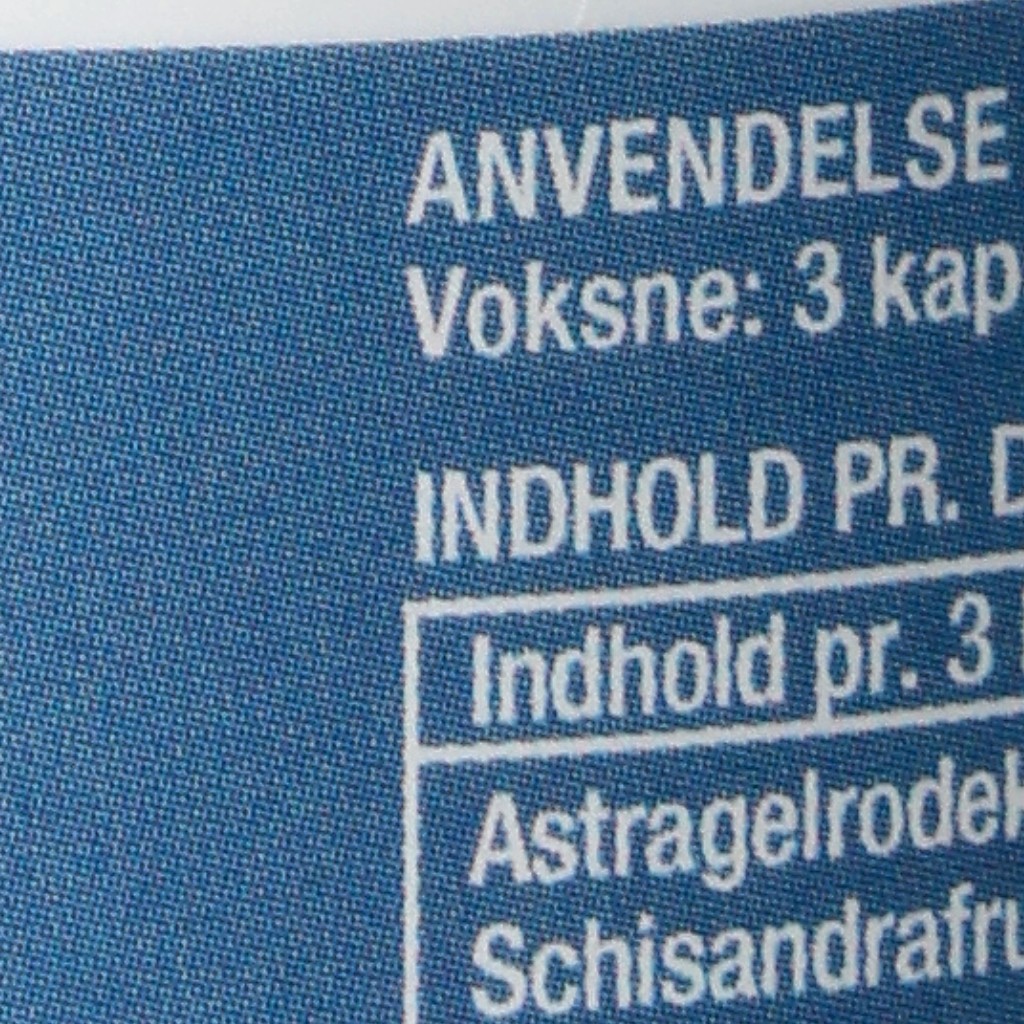 ANVENDELSE
Voksne: 3 kap
INDHOLD PR. D
Indhold pr. 3
Astragelrodek
Schisandrafru